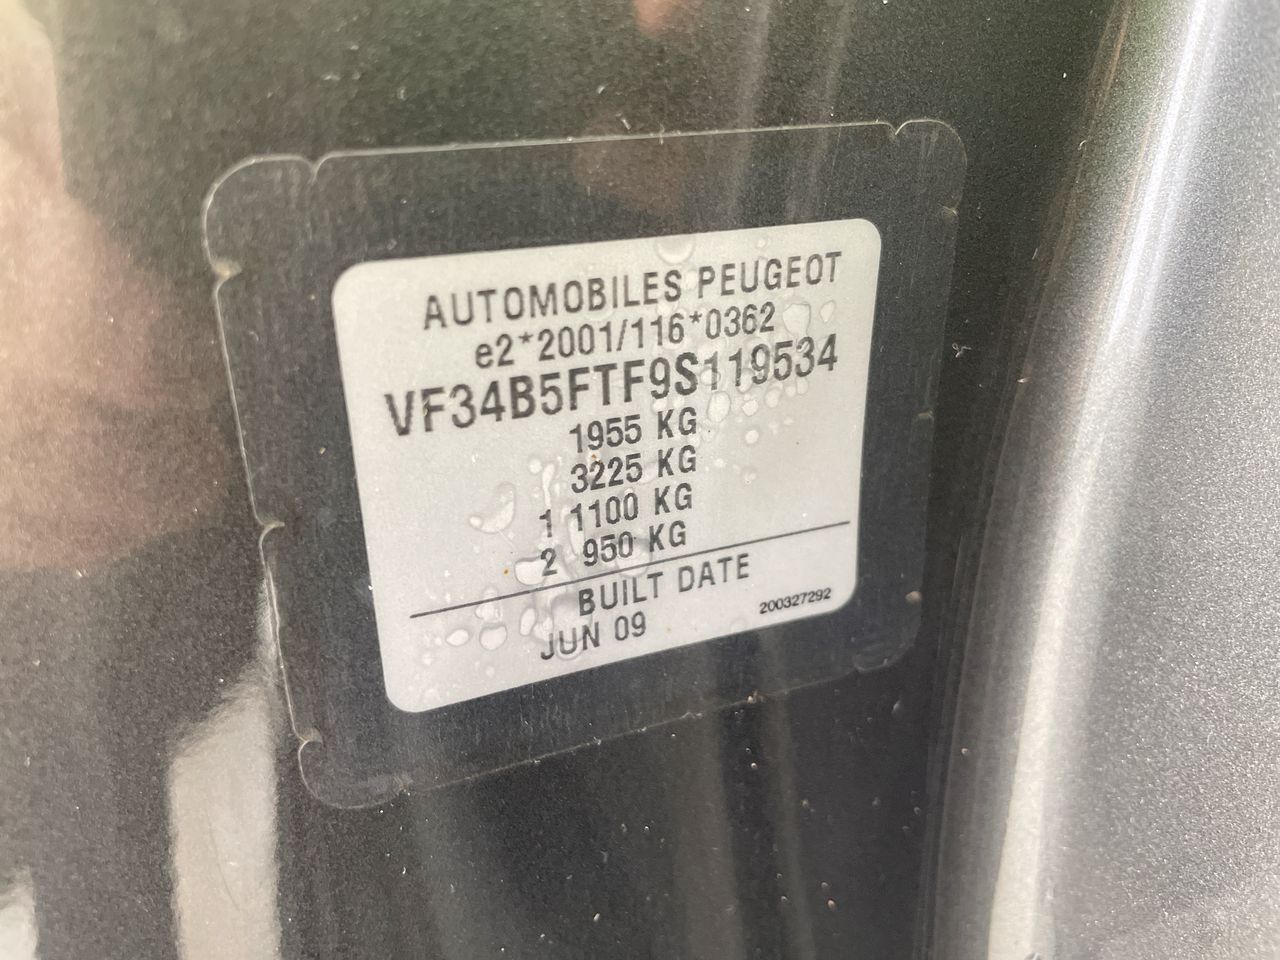 AUTOMOBILES PEUGEOT
e2*2001/116*0362
VF34B5FTF9S119534
1955 KG
3225 KG
1 1100 KG
2 950 KG
BUILT DATE
JUN 09
200327292